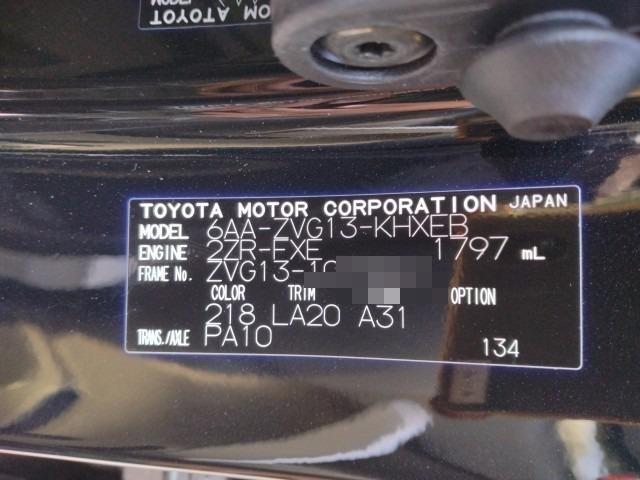 TOYOTA MOTOR CORPORATION JAPAN
MODEL 6AA-ZVG13-KHXEB
ENGINE 2ZR-FXE 1797 mL
FRAME No. ZVG13-10
COLOR TRIM OPTION
218 LA20 A31
TRANS./AXLE PA10 134